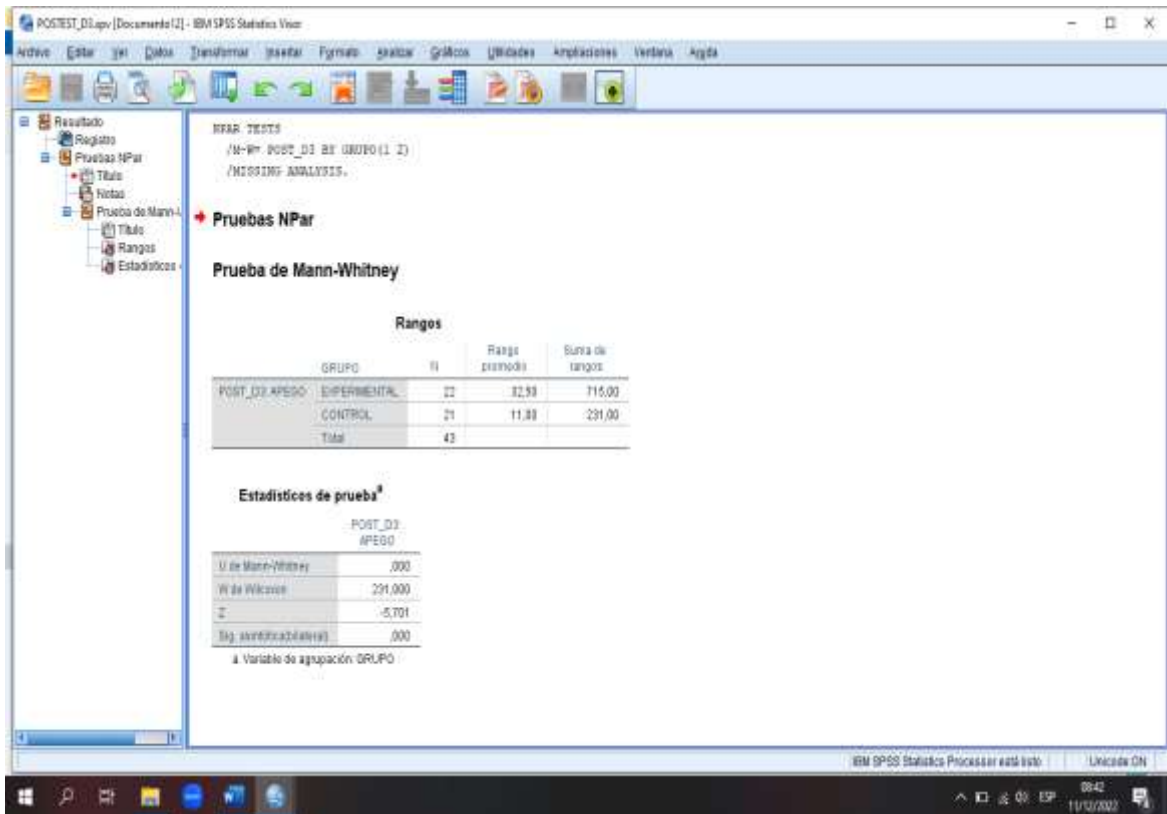 POSTEST_D3.spv [Documento12] - IBM SPSS Statistics Visor
Archivo Editar Ver Datos Transformar Insertar Formato Analizar Gráficos Utilidades Ampliaciones Ventana Ayuda
Resultado
Registro
Pruebas NPar
Título
Notas
Prueba de Mann-
Título
Rangos
Estadísticos
NPAR TESTS
/M-W= POST_D3 BY GRUPO(1 2)
/MISSING ANALYSIS.
Pruebas NPar
Prueba de Mann-Whitney
Rangos
GRUPO N Rango promedio Suma de rangos
POST_D3 APEGO EXPERIMENTAL 22 32,50 715,00
CONTROL 21 11,00 231,00
Total 43
Estadísticos de prueba a
POST_D3 APEGO
U de Mann-Whitney ,000
W de Wilcoxon 231,000
Z -5,701
Sig. asintótica(bilateral) ,000
a. Variable de agrupación: GRUPO
IBM SPSS Statistics Processor está listo Unicode:ON
ESP
08:42
11/12/2022